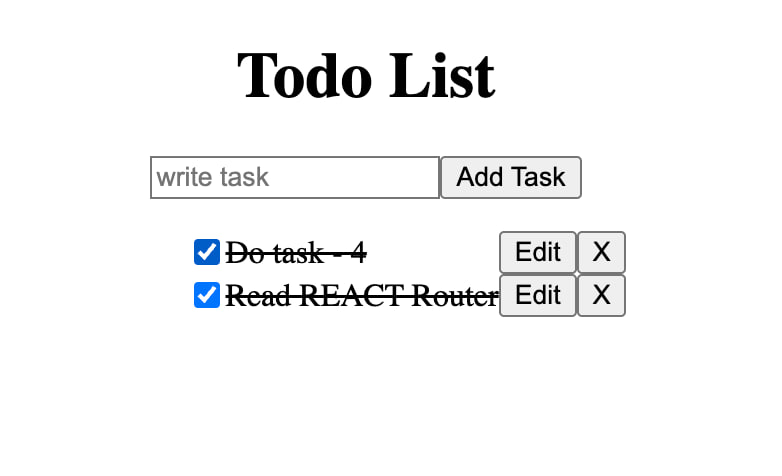 Todo List
write task Add Task
Do task - 4 Edit X
Read REACT Router Edit X